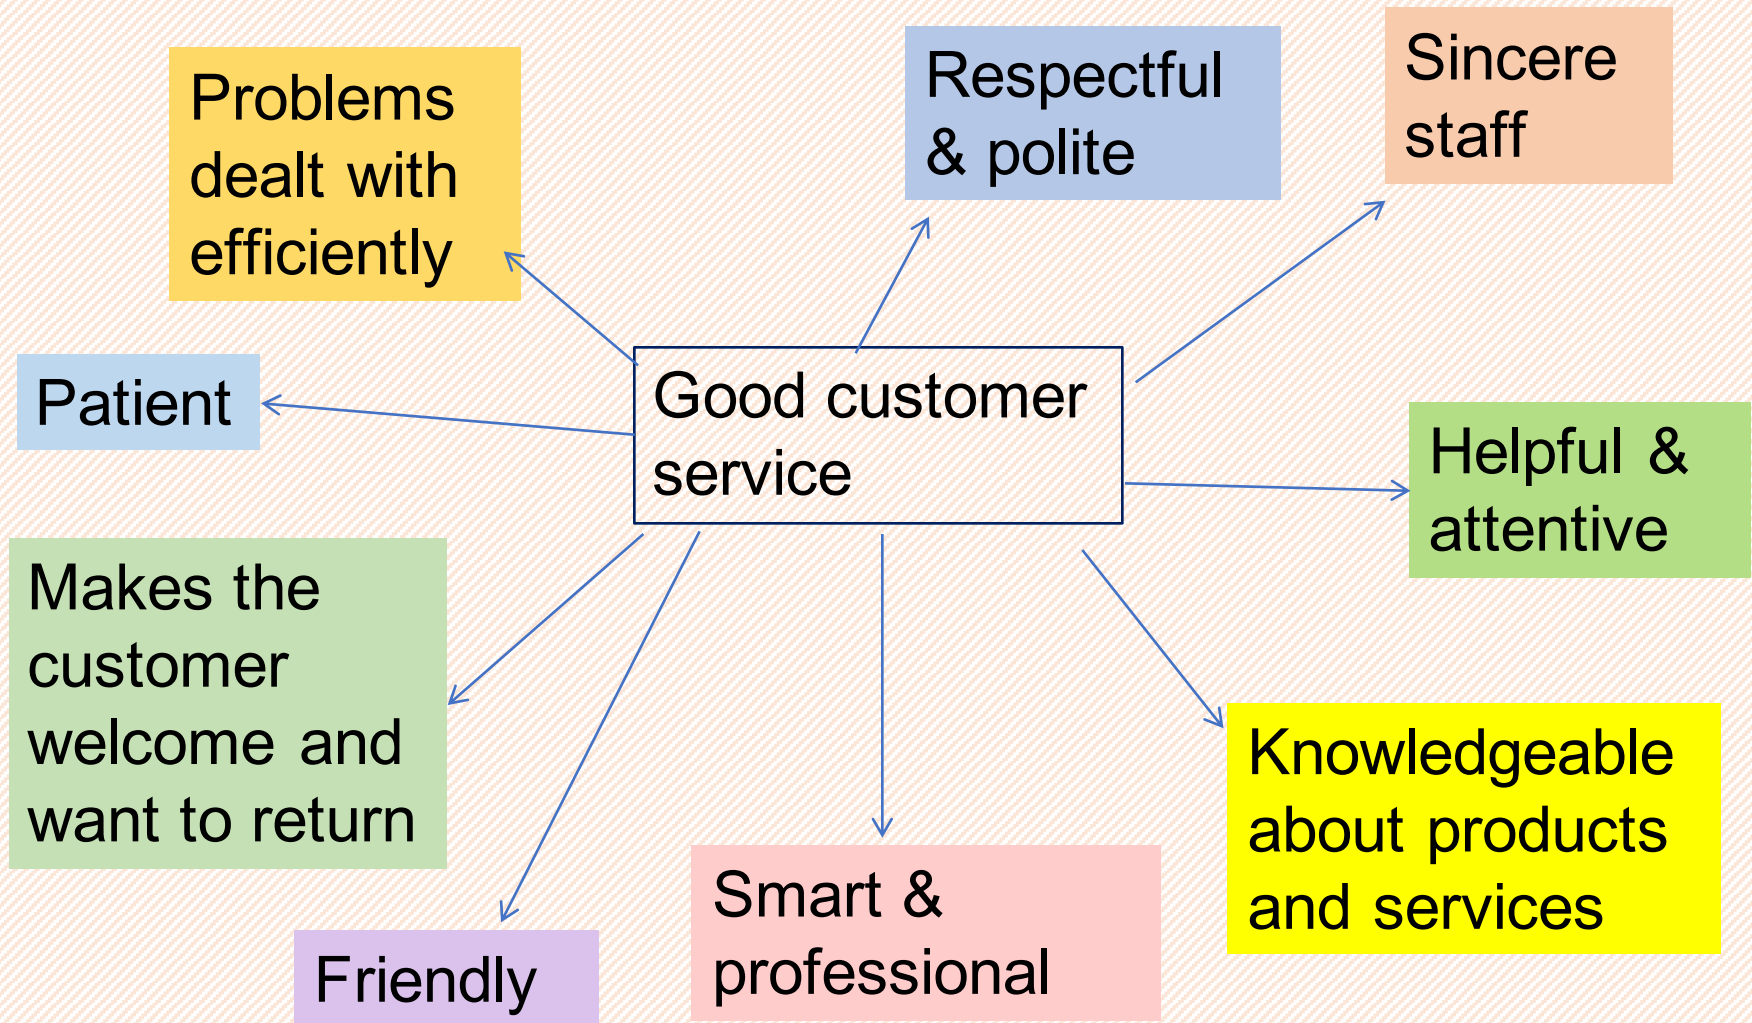 Problems
dealt with
efficiently
Respectful
& polite
Sincere
staff
Patient
Good customer
service
Helpful &
attentive
Makes the
customer
welcome and
want to return
Knowledgeable
about products
and services
Smart &
professional
Friendly